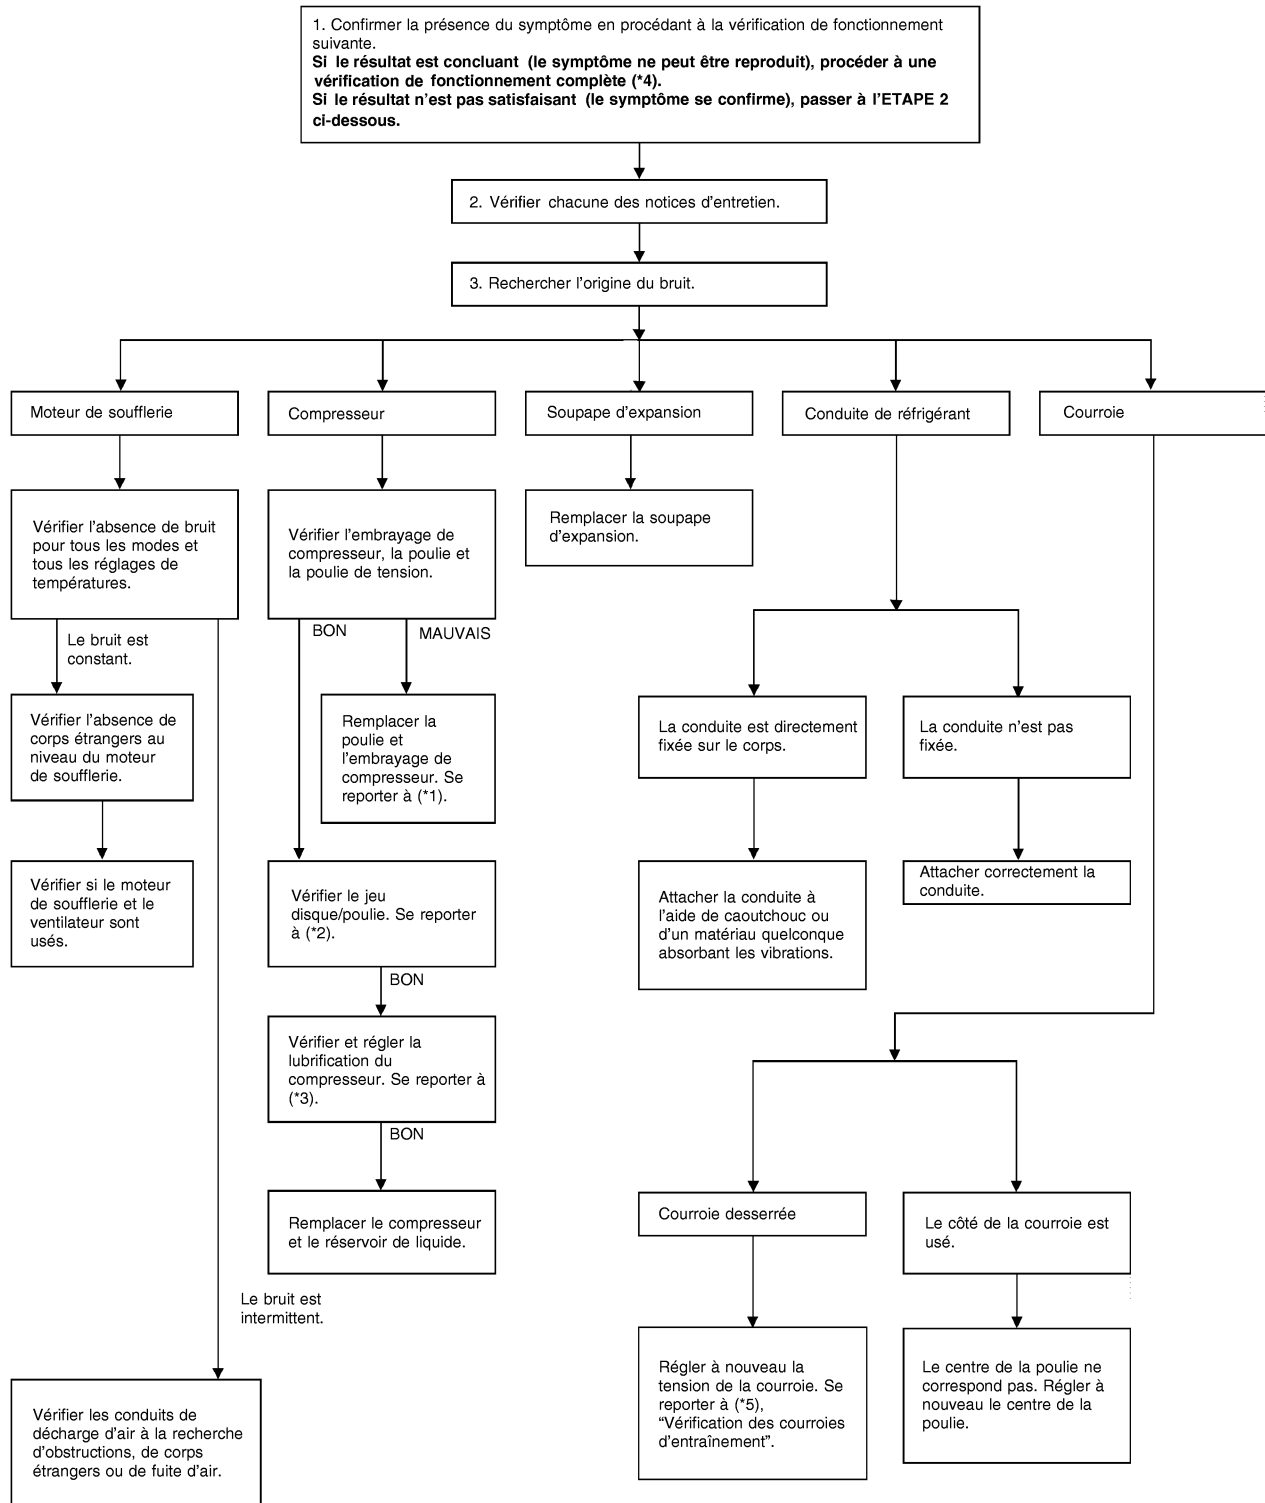 1. Confirmer la présence du symptôme en procédant à la vérification de fonctionnement
suivante.
Si le résultat est concluant (le symptôme ne peut être reproduit), procéder à une
vérification de fonctionnement complète (*4).
Si le résultat n'est pas satisfaisant (le symptôme se confirme), passer à l'ETAPE 2
ci-dessous.
2. Vérifier chacune des notices d'entretien.
3. Rechercher l'origine du bruit.
Moteur de soufflerie
Compresseur
Soupape d'expansion
Conduite de réfrigérant
Courroie
Vérifier l'absence de bruit
pour tous les modes et
tous les réglages de
températures.
Vérifier l'embrayage de
compresseur, la poulie et
la poulie de tension.
Remplacer la soupape
d'expansion.
Le bruit est
constant.
BON
MAUVAIS
Vérifier l'absence de
corps étrangers au
niveau du moteur
de soufflerie.
Remplacer la
poulie et
l'embrayage de
compresseur. Se
reporter à (*1).
La conduite est directement
fixée sur le corps.
La conduite n'est pas
fixée.
Vérifier si le moteur
de soufflerie et le
ventilateur sont
usés.
Vérifier le jeu
disque/poulie. Se reporter
à (*2).
Attacher la conduite à
l'aide de caoutchouc ou
d'un matériau quelconque
absorbant les vibrations.
Attacher correctement la
conduite.
BON
Vérifier et régler la
lubrification du
compresseur. Se reporter à
(*3).
BON
Remplacer le compresseur
et le réservoir de liquide.
Courroie desserrée
Le côté de la courroie est
usé.
Le bruit est
intermittent.
Régler à nouveau la
tension de la courroie. Se
reporter à (*5),
“Vérification des courroies
d'entraînement”.
Le centre de la poulie ne
correspond pas. Régler à
nouveau le centre de la
poulie.
Vérifier les conduits de
décharge d'air à la recherche
d'obstructions, de corps
étrangers ou de fuite d'air.